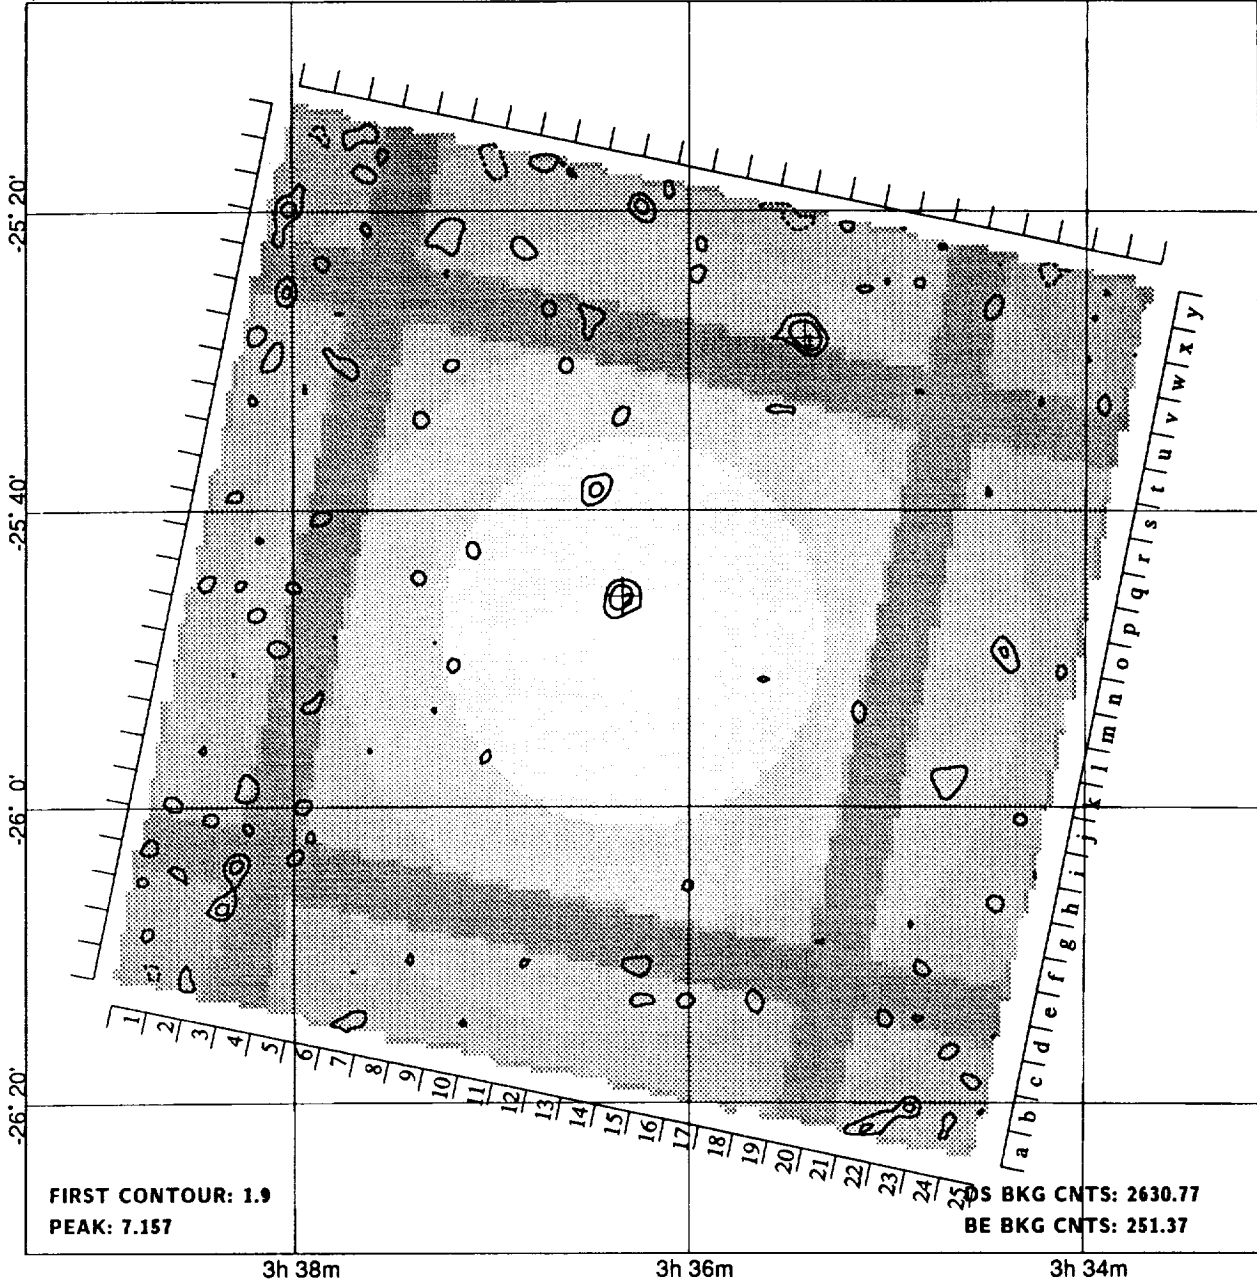 -25° 20'
-25° 40'
-26° 0'
-26° 20'
y
x
w
v
u
t
s
r
q
p
o
n
m
l
k
j
i
h
g
f
e
d
c
b
a
1 2 3 4 5 6 7 8 9 10 11 12 13 14 15 16 17 18 19 20 21 22 23 24 25
FIRST CONTOUR: 1.9
PEAK: 7.157
DS BKG CNTS: 2630.77
BE BKG CNTS: 251.37
3h 38m 3h 36m 3h 34m